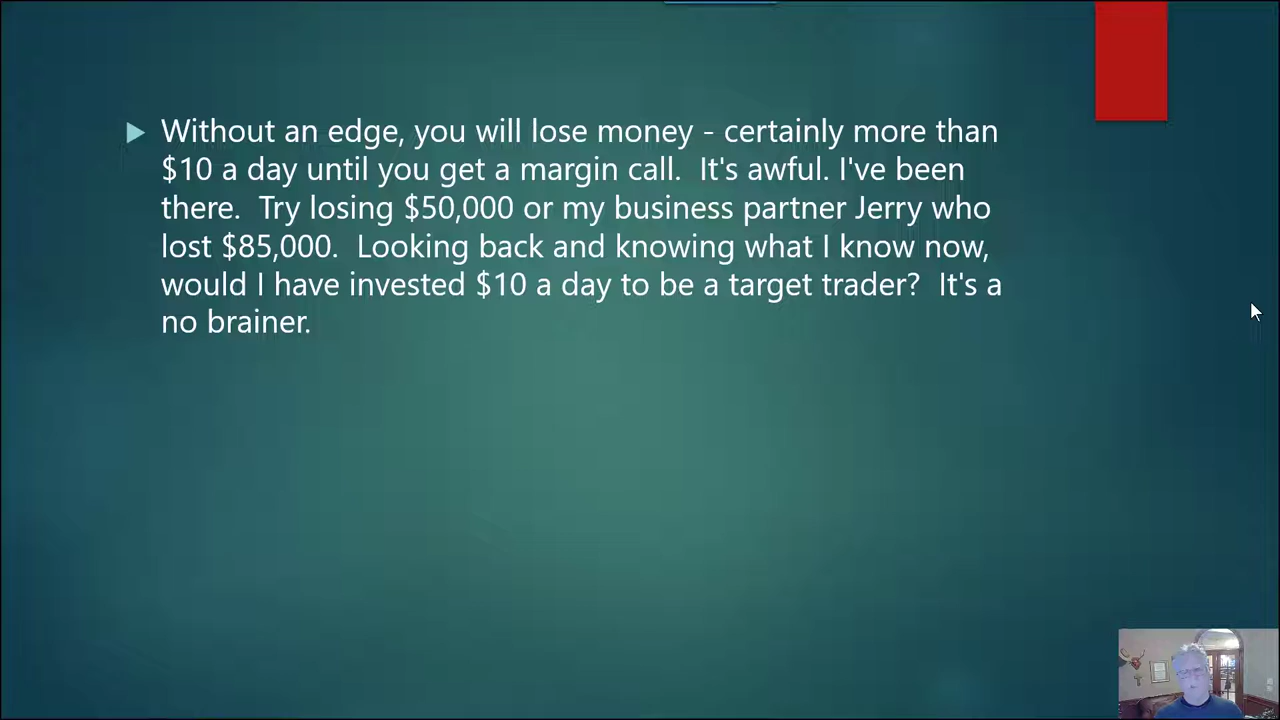 Without an edge, you will lose money - certainly more than
$10 a day until you get a margin call.  It's awful. I've been
there.  Try losing $50,000 or my business partner Jerry who
lost $85,000.  Looking back and knowing what I know now,
would I have invested $10 a day to be a target trader?  It's a
no brainer.